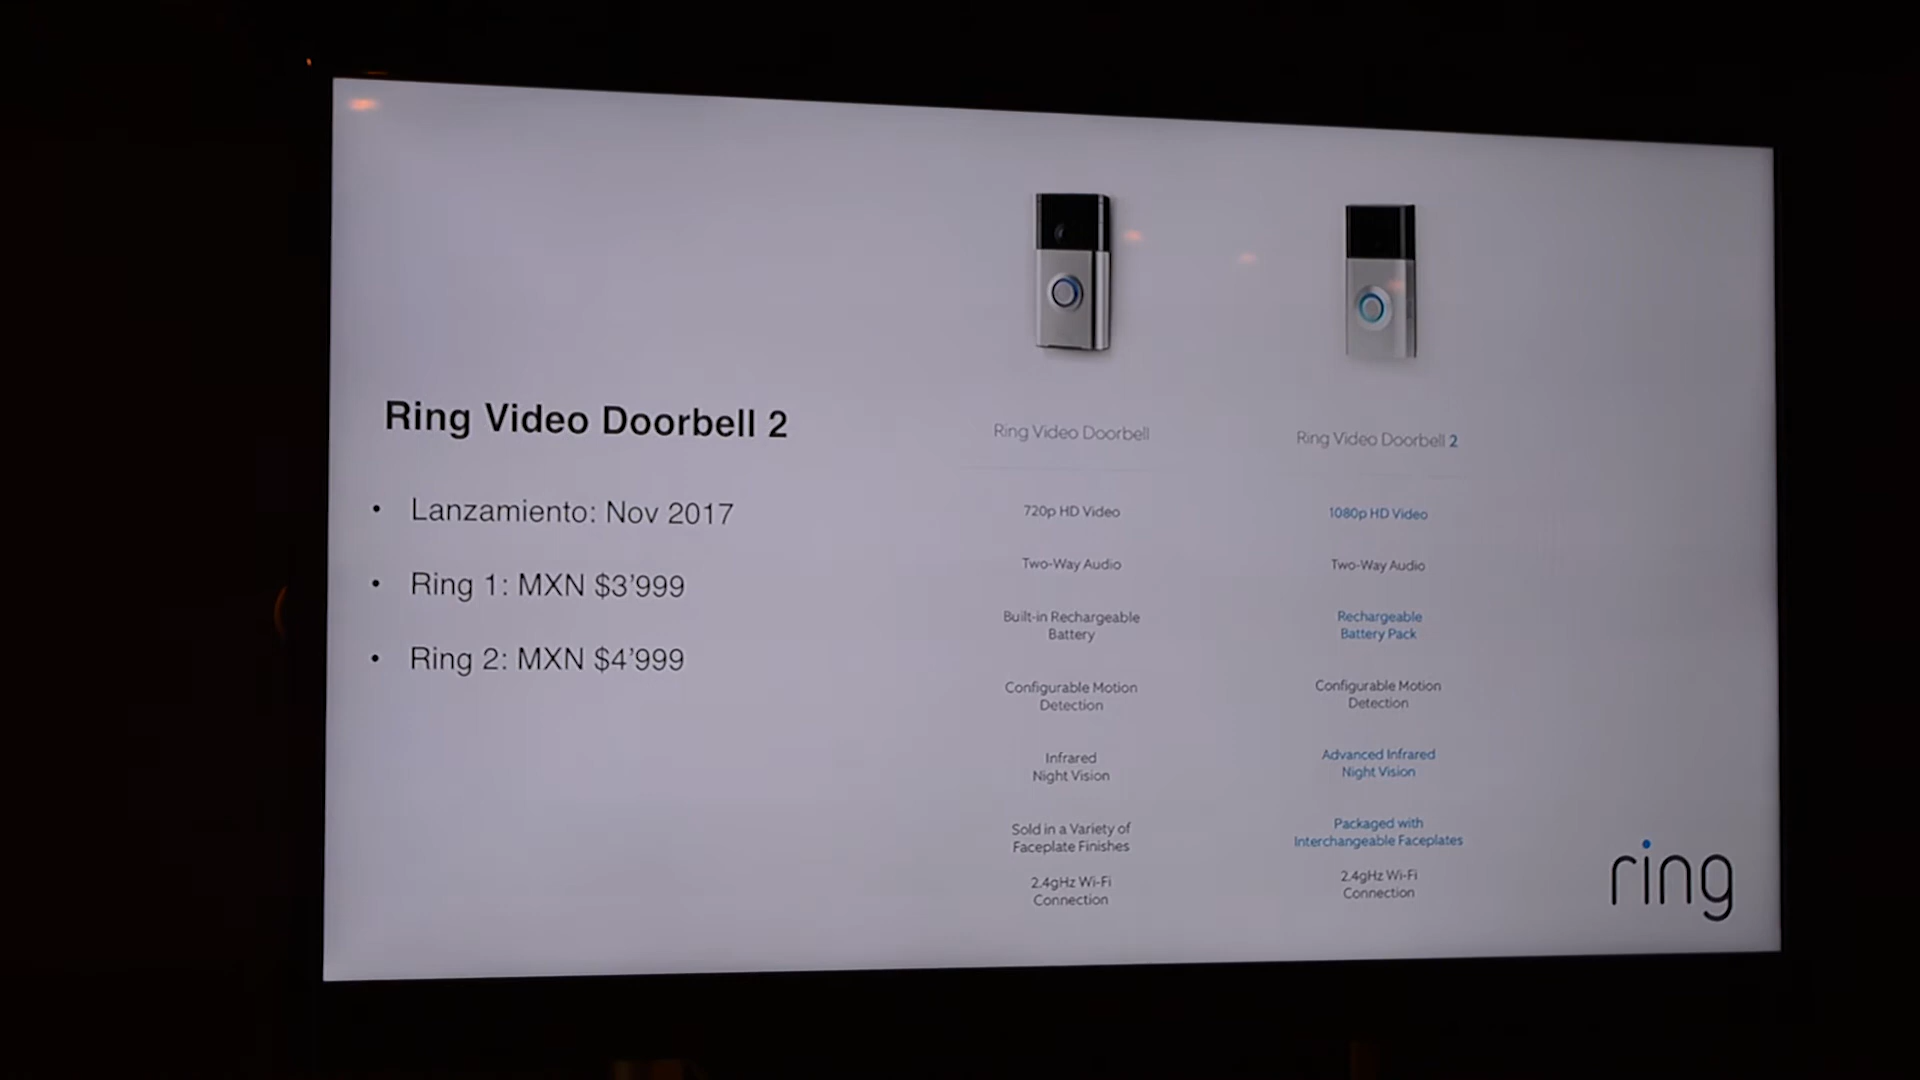 Ring Video Doorbell 2
• Lanzamiento: Nov 2017
• Ring 1: MXN $3’999
• Ring 2: MXN $4’999
Ring Video Doorbell
720p HD Video
Two-Way Audio
Built-in Rechargeable
Battery
Configurable Motion
Detection
Infrared
Night Vision
Sold in a Variety of
Faceplate Finishes
2.4gHz Wi-Fi
Connection
Ring Video Doorbell 2
1080p HD Video
Two-Way Audio
Rechargeable
Battery Pack
Configurable Motion
Detection
Advanced Infrared
Night Vision
Packaged with
Interchangeable Faceplates
2.4gHz Wi-Fi
Connection
ring